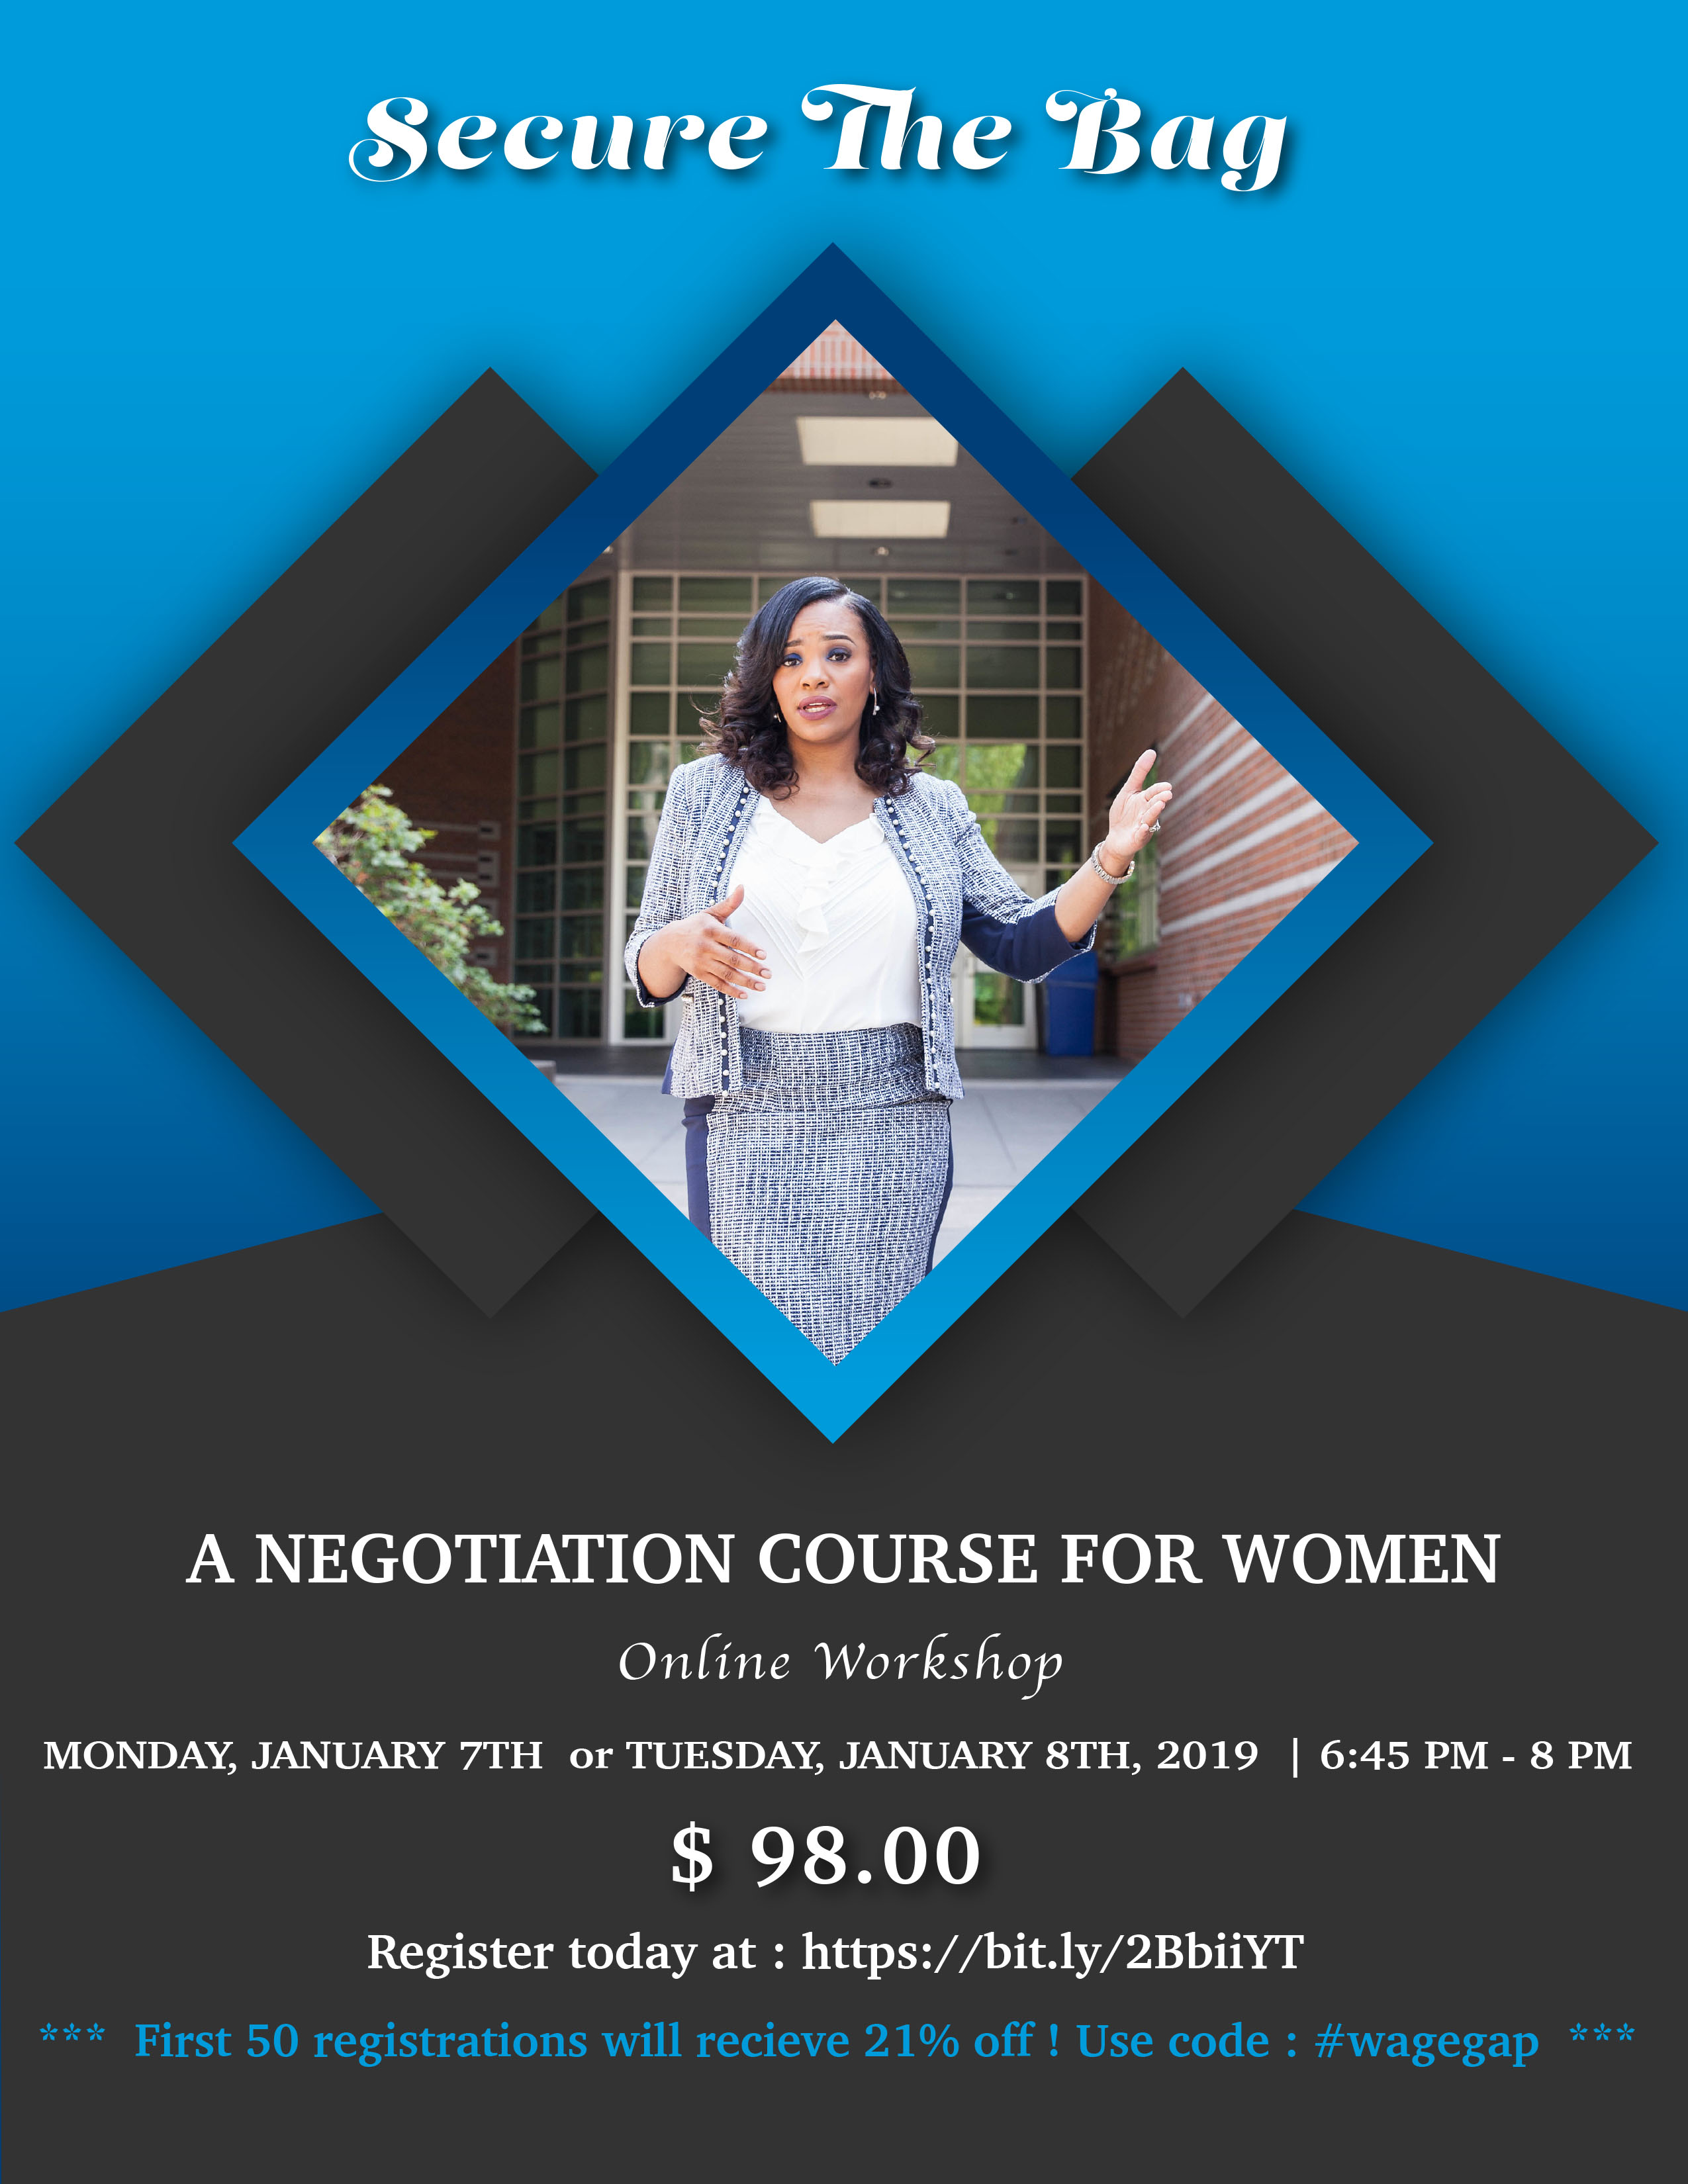 Secure The Bag
A NEGOTIATION COURSE FOR WOMEN
Online Workshop
MONDAY, JANUARY 7TH or TUESDAY, JANUARY 8TH, 2019 | 6:45 PM - 8 PM
$ 98.00
Register today at : https://bit.ly/2BbiiYT
*** First 50 registrations will recieve 21% off ! Use code : #wagegap ***